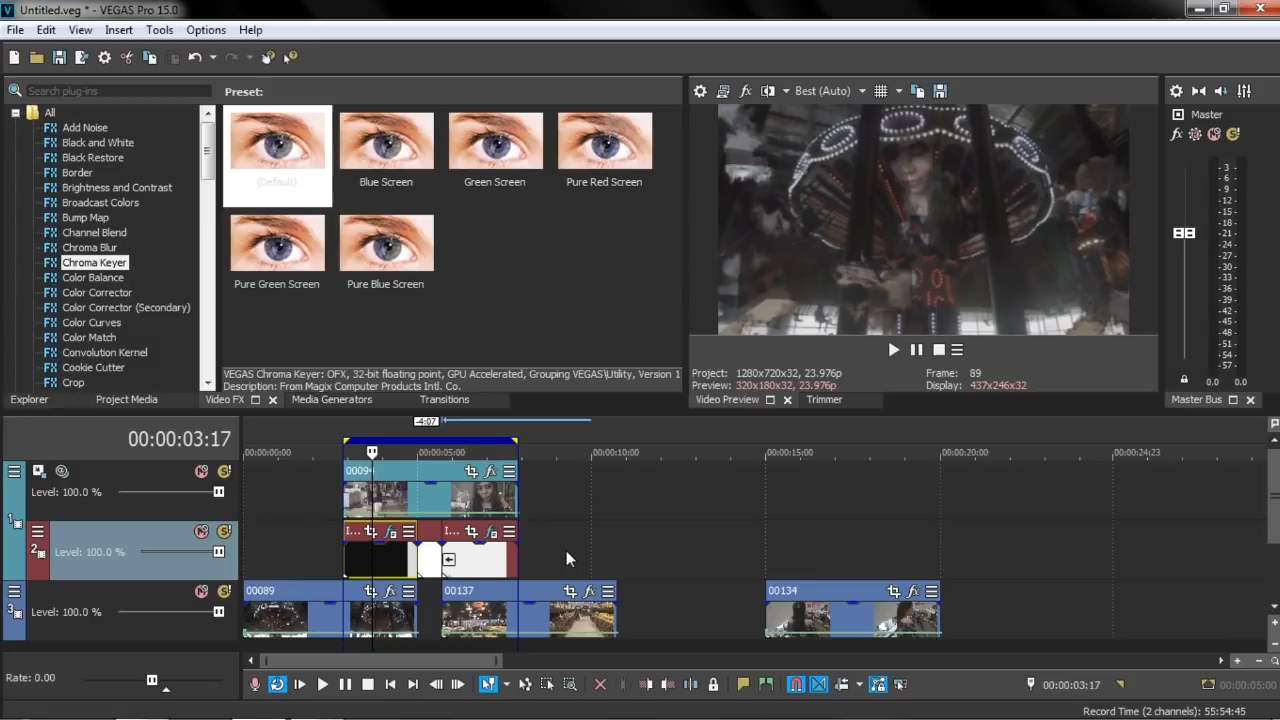 Untitled.veg * - VEGAS Pro 15.0
File Edit View Insert Tools Options Help
Search plug-ins
Preset:
Best (Auto)
All
Add Noise
Black and White
Black Restore
Border
Brightness and Contrast
Broadcast Colors
Bump Map
Channel Blend
Chroma Blur
Chroma Keyer
Color Balance
Color Corrector
Color Corrector (Secondary)
Color Curves
Color Match
Convolution Kernel
Cookie Cutter
Crop
(Default)
Blue Screen
Green Screen
Pure Red Screen
Pure Green Screen
Pure Blue Screen
VEGAS Chroma Keyer: OFX, 32-bit floating point, GPU Accelerated, Grouping VEGAS\Utility, Version 1
Description: From Magix Computer Products Intl. Co.
Explorer
Project Media
Video FX
Media Generators
Transitions
Project: 1280x720x32, 23.976p
Preview: 320x180x32, 23.976p
Frame: 89
Display: 437x246x32
Video Preview
Trimmer
Master
-3-
-6-
-9-
-12-
-15-
-18-
-21-
-24-
-27-
-30-
-33-
-36-
-39-
-42-
-45-
-48-
-51-
-54-
-57-
0.0 0.0
Master Bus
-4:07
00:00:03:17
00:00:00:00
00:00:05:00
00:00:10:00
00:00:15:00
00:00:20:00
00:00:24:23
1
Level: 100.0 %
00094
2
Level: 100.0 %
I...
I...
3
Level: 100.0 %
00089
00137
00134
Rate: 0.00
00:00:03:17
00:00:05:00
Record Time (2 channels): 55:54:45